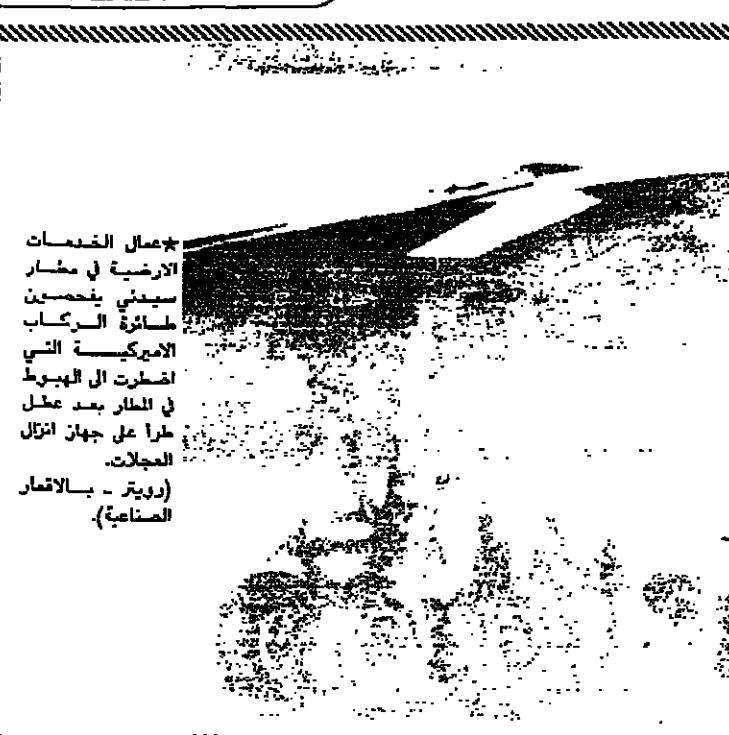 ★عمال الخدمات
الارضية في مطار
سيدني يفحصون
طائرة الركاب
الاميركية التي
اضطرت الى الهبوط
في المطار بعد عطل
طرأ على جهاز انزال
العجلات.
(رويتر - بالاقمار
الصناعية).